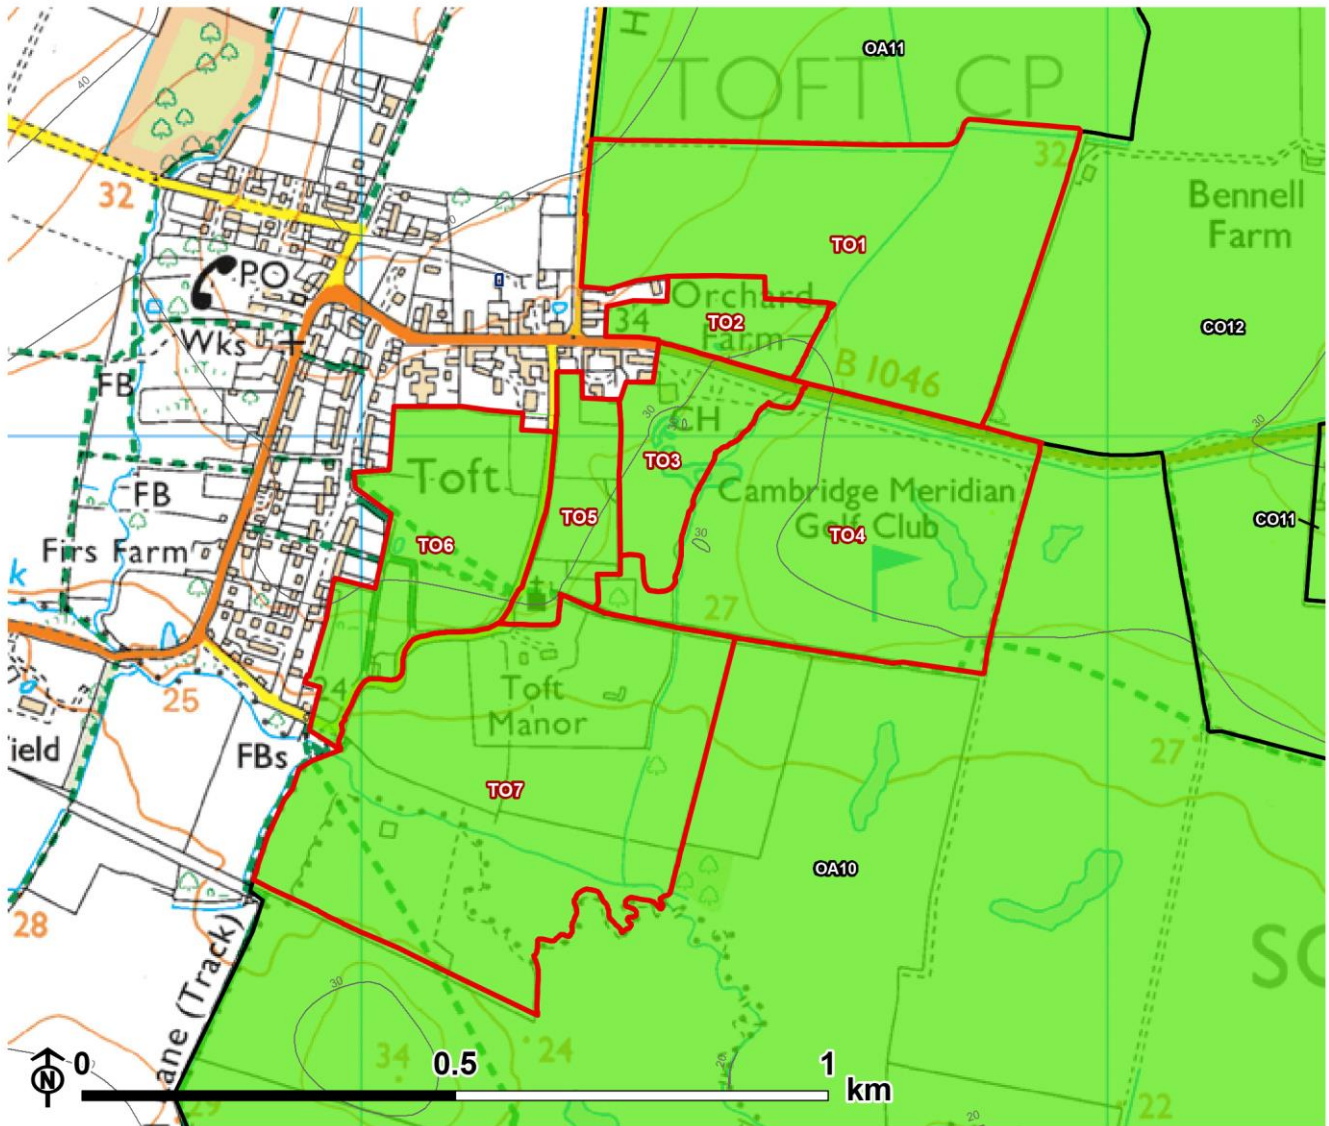 H
OA11
TOFT CP
40
32
32
Bennell
Farm
TO1
PO
Orchard
Farm
34
TO2
CO12
Wks
B 1046
FB
30
30
CH
TO3
Toft
Cambridge Meridian
Golf Club
FB
TO5
CO11
TO4
Firs Farm
TO6
30
k
27
24
Toft
Manor
25
ield
FBs
27
TO7
OA10
28
SO
ane (Track)
30
34
24
20
N
0
0.5
1
km
29
22
20